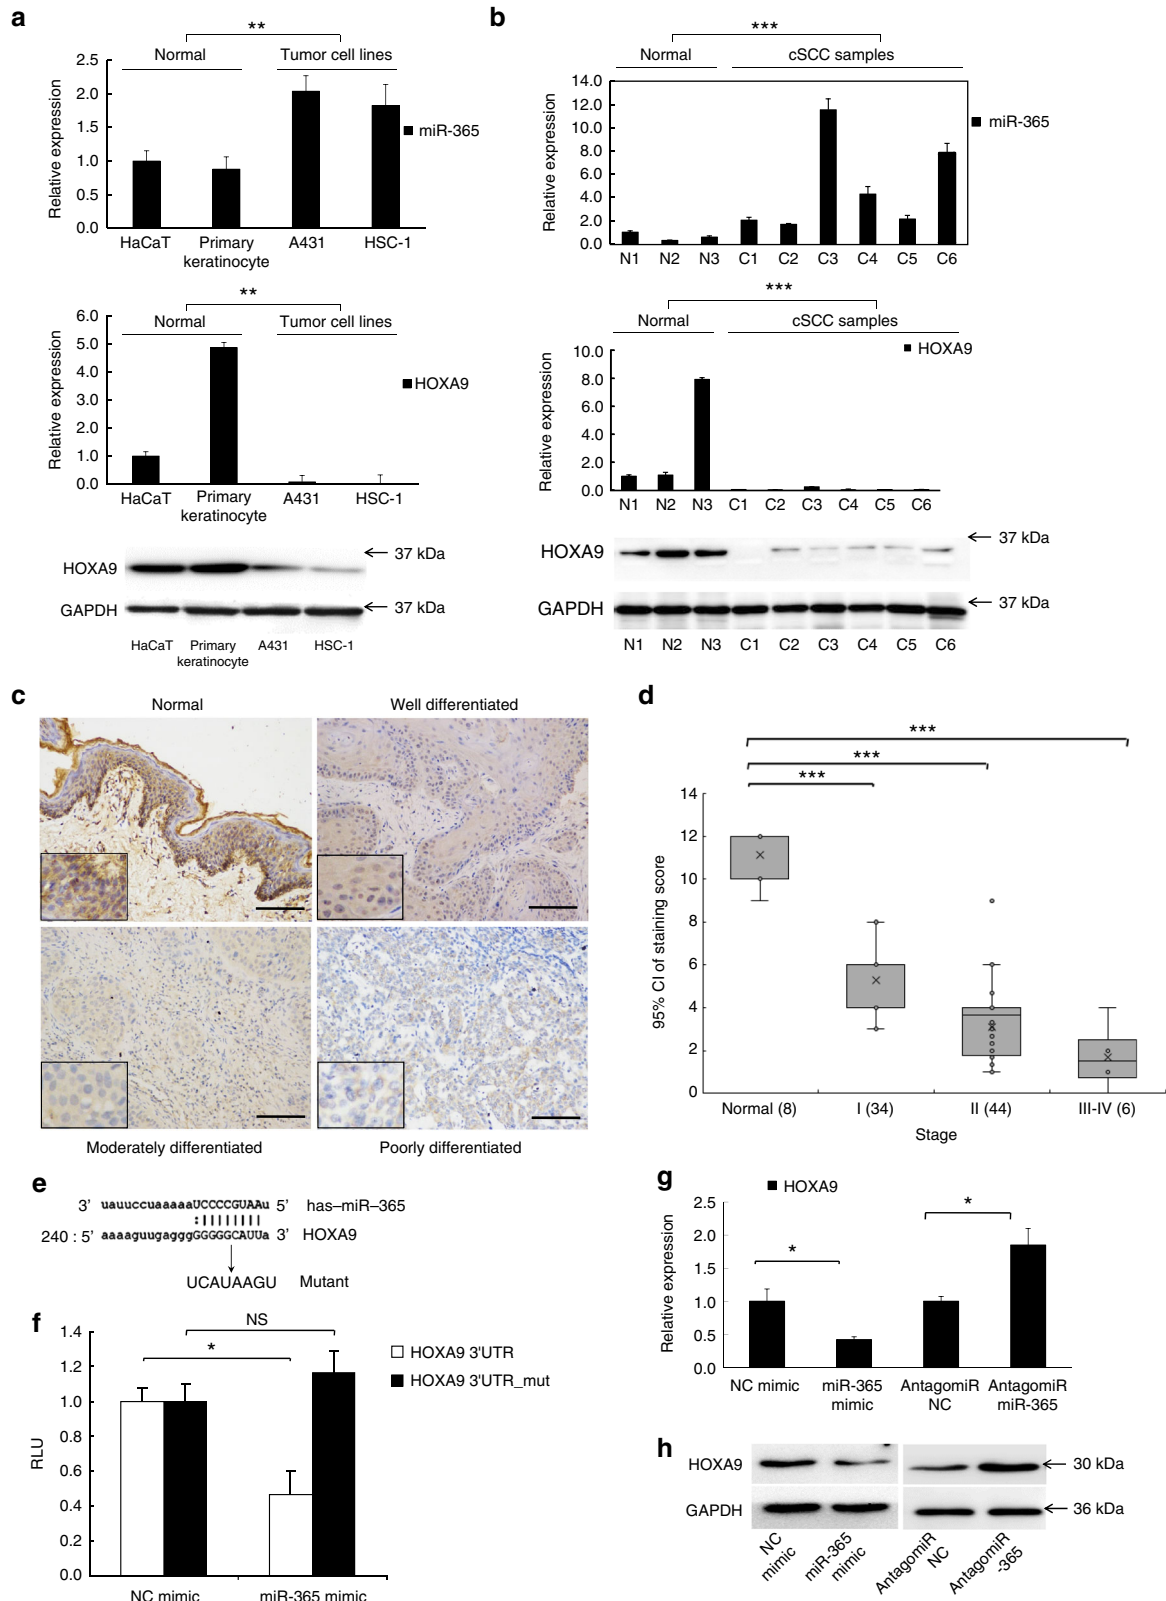 a
**
Normal
Tumor cell lines
2.5
2.0
1.5
1.0
0.5
0.0
Relative expression
miR-365
HaCaT
Primary keratinocyte
A431
HSC-1
**
Normal
Tumor cell lines
6.0
5.0
4.0
3.0
2.0
1.0
0.0
Relative expression
HOXA9
HaCaT
Primary keratinocyte
A431
HSC-1
37 kDa
HOXA9
GAPDH
37 kDa
HaCaT
Primary keratinocyte
A431
HSC-1
b
***
Normal
cSCC samples
14.0
12.0
10.0
8.0
6.0
4.0
2.0
0.0
Relative expression
miR-365
N1 N2 N3 C1 C2 C3 C4 C5 C6
***
Normal
cSCC samples
HOXA9
10.0
8.0
6.0
4.0
2.0
0.0
Relative expression
N1 N2 N3 C1 C2 C3 C4 C5 C6
37 kDa
HOXA9
GAPDH
37 kDa
N1 N2 N3 C1 C2 C3 C4 C5 C6
c
Normal
Well differentiated
Moderately differentiated
Poorly differentiated
d
***
***
***
14
12
10
8
6
4
2
0
95% CI of staining score
Normal (8)
I (34)
II (44)
III-IV (6)
Stage
e
3' uauuccuaaaaaUCCCCGUAAu 5' has–miR–365
240 : 5' aaaaguugagggGGGGGCAUUa 3' HOXA9
UCAUAAGU Mutant
f
NS
*
1.4
1.2
1.0
0.8
0.6
0.4
0.2
0.0
RLU
HOXA9 3'UTR
HOXA9 3'UTR_mut
NC mimic
miR-365 mimic
g
HOXA9
*
*
2.5
2.0
1.5
1.0
0.5
0.0
Relative expression
NC mimic
miR-365 mimic
AntagomiR NC
AntagomiR miR-365
h
HOXA9
30 kDa
GAPDH
36 kDa
NC mimic
miR-365 mimic
AntagomiR NC
AntagomiR -365